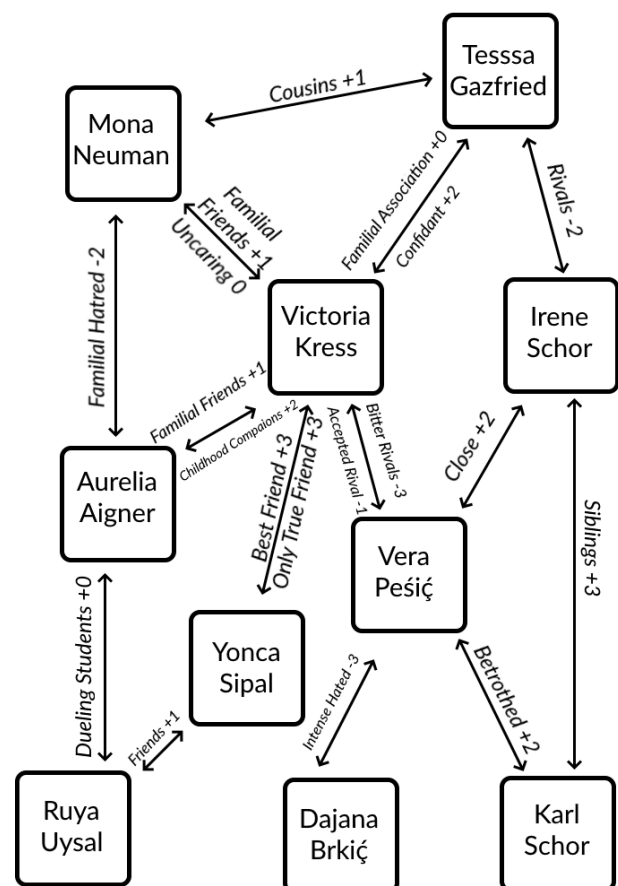 Tesssa
Gazfried
Cousins +1
Mona
Neuman
Familial Association +0
Confidant +2
Rivals -2
Familial
Friends +1
Uncaring 0
Familial Hatred -2
Victoria
Kress
Irene
Schor
Familial Friends +1
Childhood Compaions +2
Best Friend +3
Only True Friend +3
Accepted Rival -1
Bitter Rivals -3
Close +2
Siblings +3
Aurelia
Aigner
Vera
Peśiç
Dueling Students +0
Yonca
Sipal
Friends +1
Intense Hated -3
Betrothed +2
Ruya
Uysal
Dajana
Brkiç
Karl
Schor